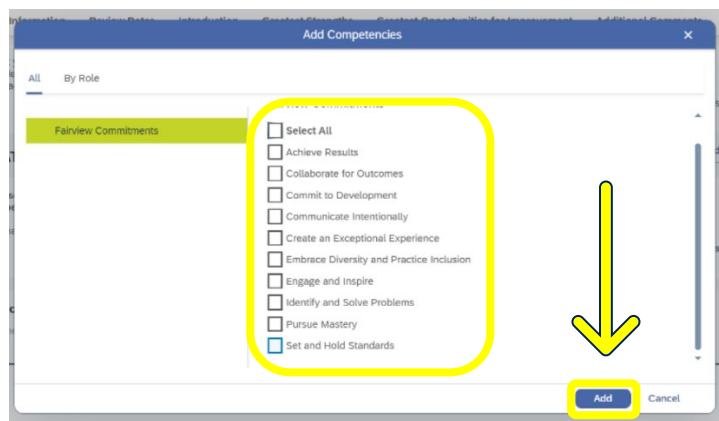 Add Competencies
All By Role
Fairview Commitments
Select All
Achieve Results
Collaborate for Outcomes
Commit to Development
Communicate Intentionally
Create an Exceptional Experience
Embrace Diversity and Practice Inclusion
Engage and Inspire
Identify and Solve Problems
Pursue Mastery
Set and Hold Standards
Add Cancel